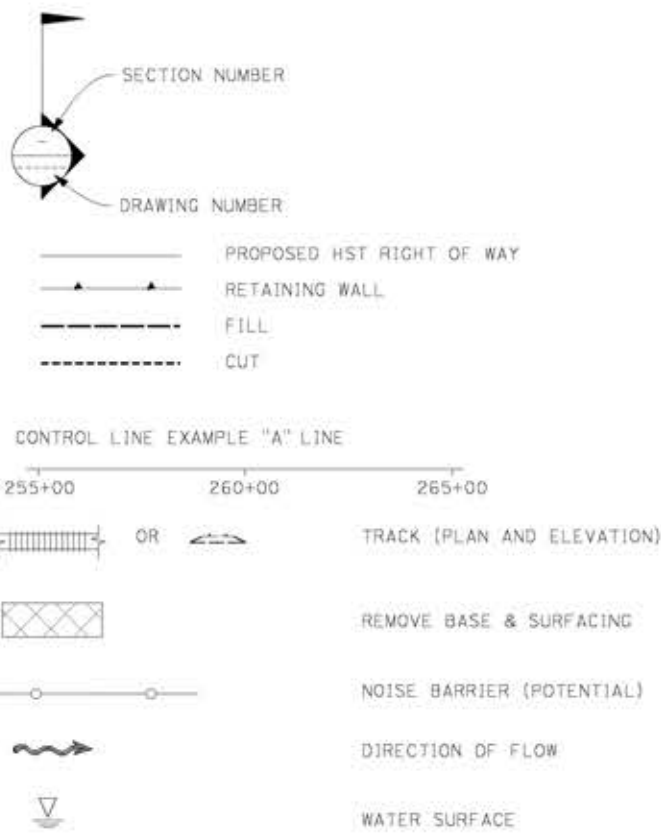 SECTION NUMBER
DRAWING NUMBER
PROPOSED HST RIGHT OF WAY
RETAINING WALL
FILL
CUT
CONTROL LINE EXAMPLE "A" LINE
255+00 260+00 265+00
OR TRACK (PLAN AND ELEVATION)
REMOVE BASE & SURFACING
NOISE BARRIER (POTENTIAL)
DIRECTION OF FLOW
WATER SURFACE